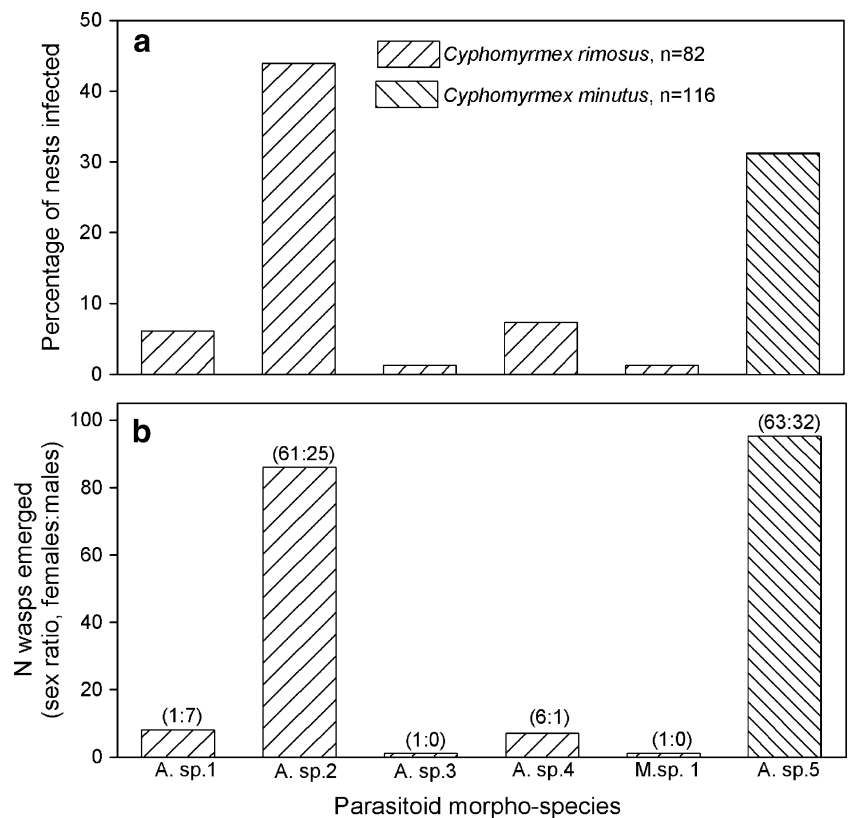 a
50
40
30
20
10
0
Percentage of nests infected
Cyphomyrmex rimosus, n=82
Cyphomyrmex minutus, n=116
b
100
80
60
40
20
0
N wasps emerged
(sex ratio, females:males)
(1:7)
(61:25)
(1:0)
(6:1)
(1:0)
(63:32)
A. sp.1
A. sp.2
A. sp.3
A. sp.4
M.sp. 1
A. sp.5
Parasitoid morpho-species